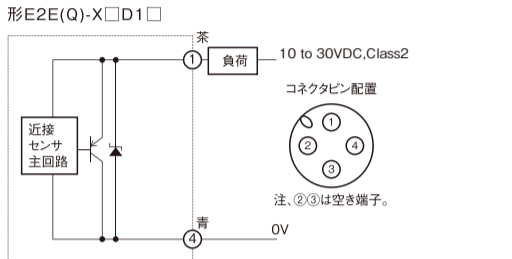 形E2E(Q)-X□D1□
茶
①
負荷
10 to 30VDC,Class2
コネクタピン配置
近接
センサ
主回路
①
②
④
③
注、②③は空き端子。
青
④
0V